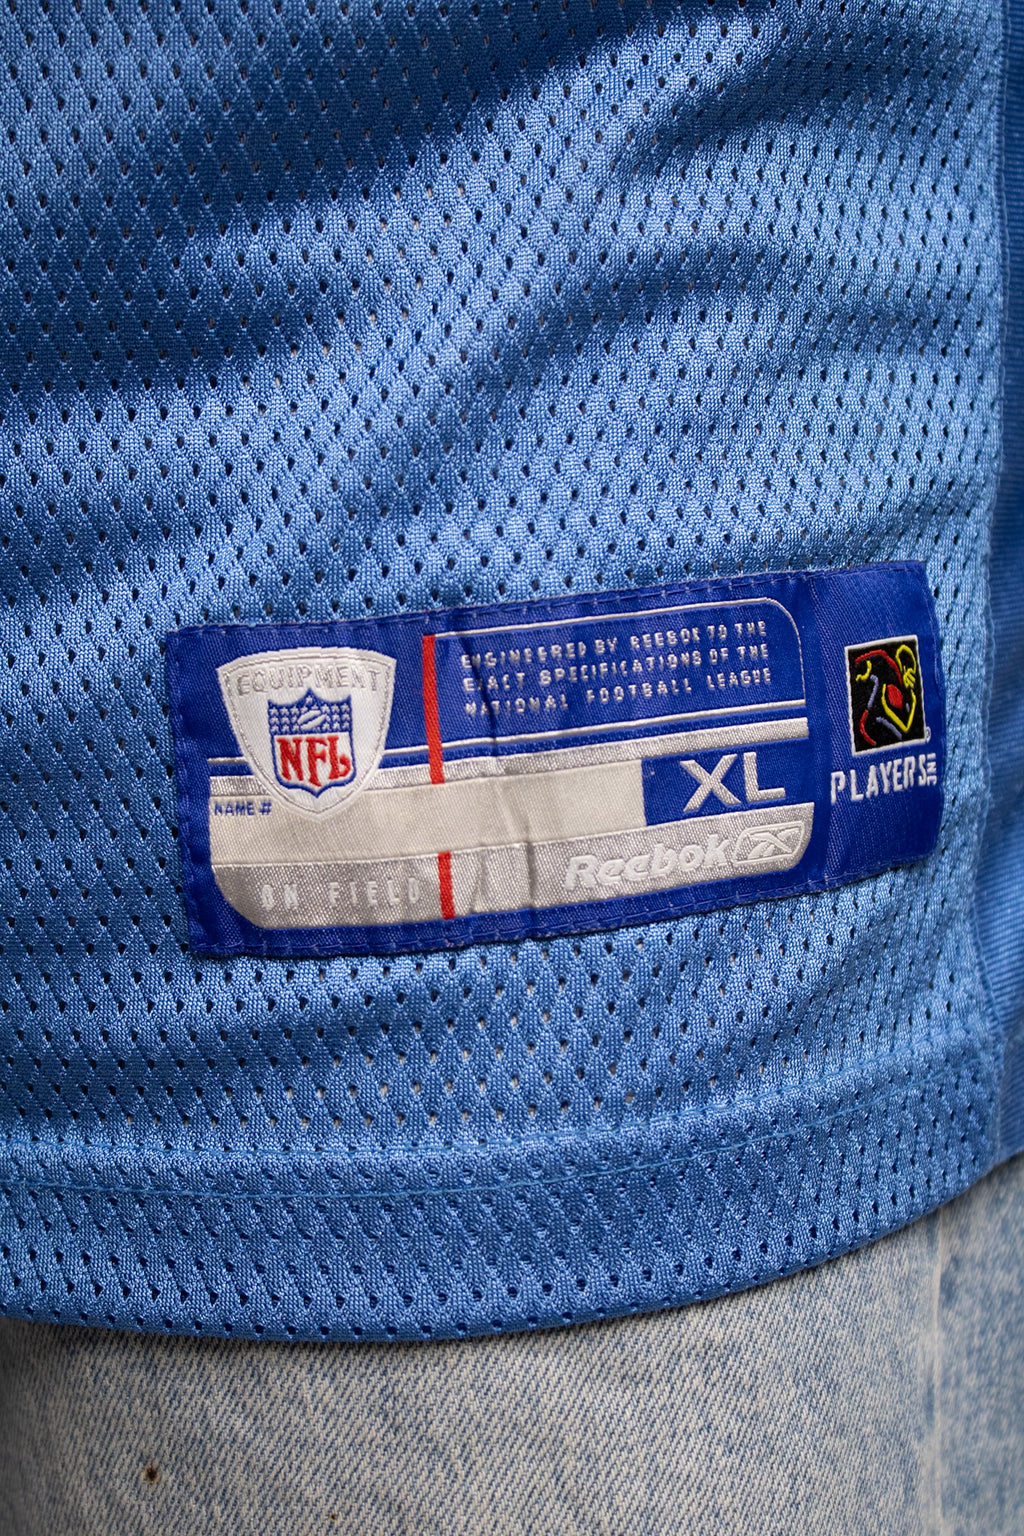 EQUIPMENT
NFL
ENGINEERED BY REEBOK TO THE
EXACT SPECIFICATIONS OF THE
NATIONAL FOOTBALL LEAGUE
NAME #
XL
ON FIELD
Reebok
PLAYERS INC